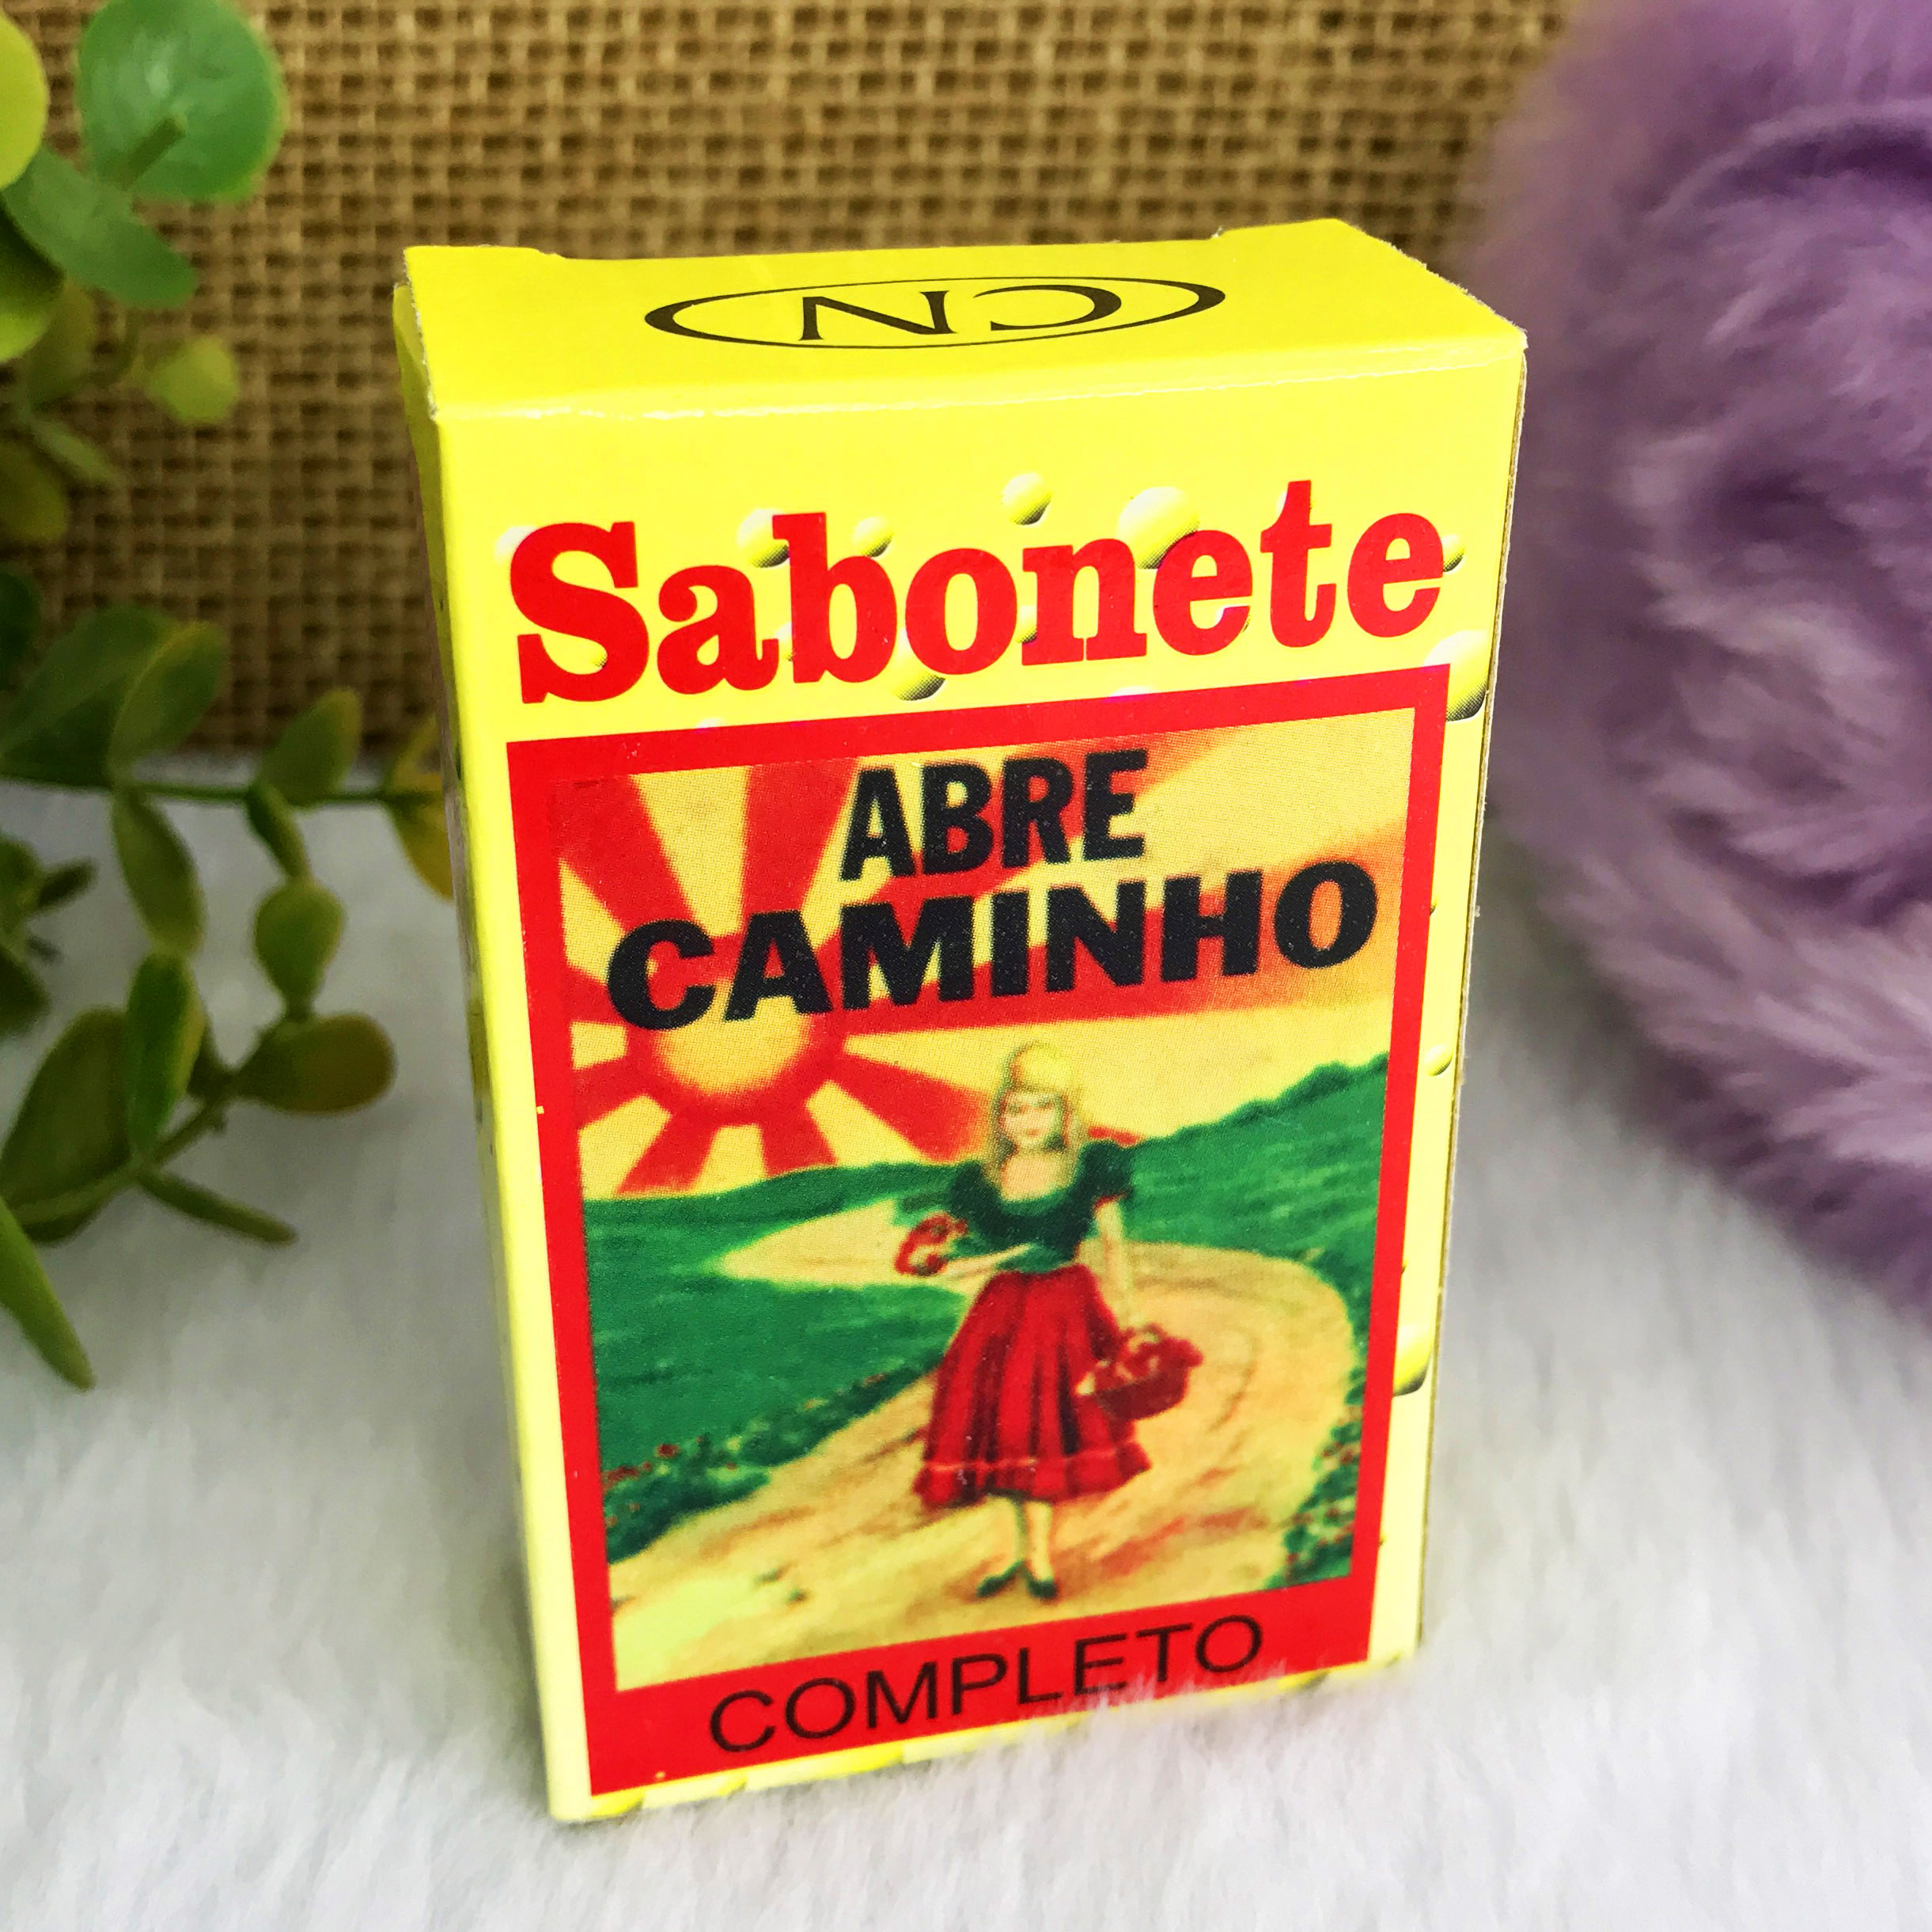 CN
Sabonete
ABRE
CAMINHO
COMPLETO